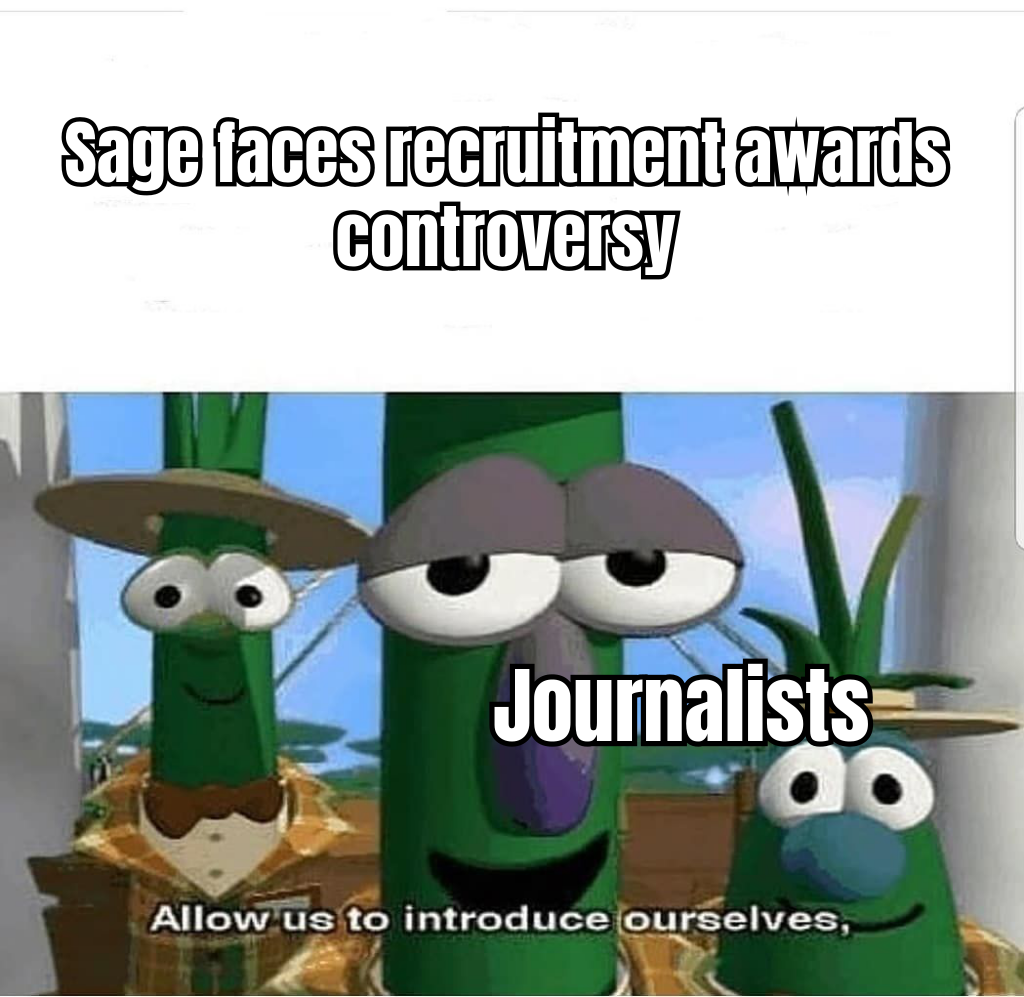 Sage faces recruitment awards
controversy
Journalists
Allow us to introduce ourselves,